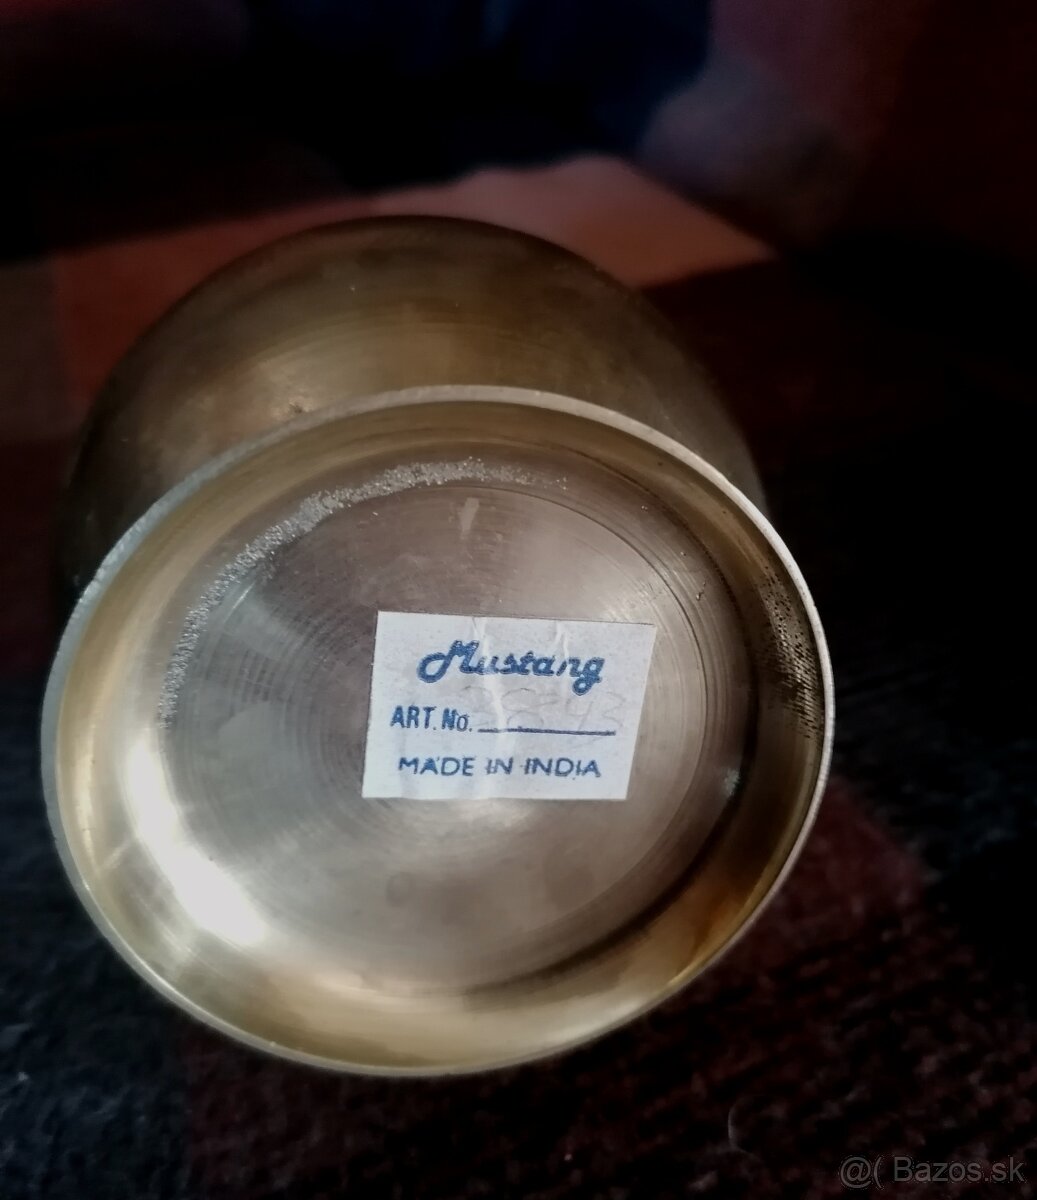 Mustang
ART. No.
MADE IN INDIA
@( Bazos.sk